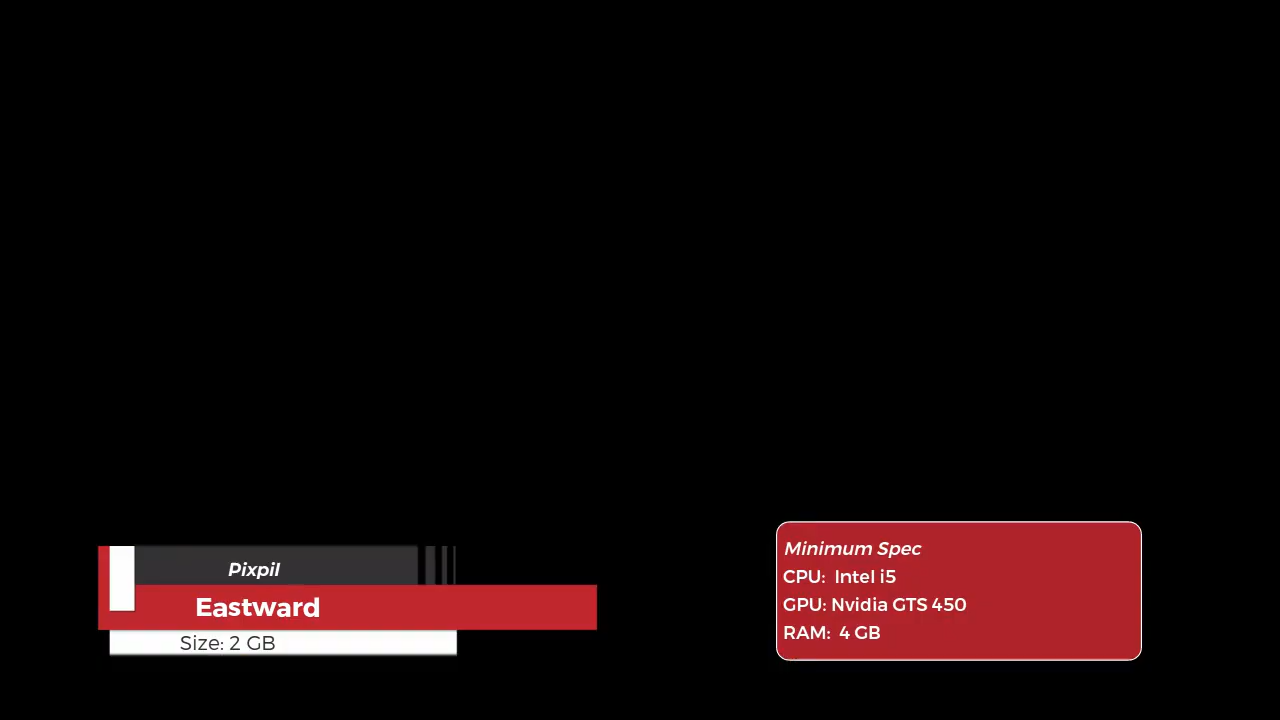 Pixpil
Eastward
Size: 2 GB
Minimum Spec
CPU: Intel i5
GPU: Nvidia GTS 450
RAM: 4 GB